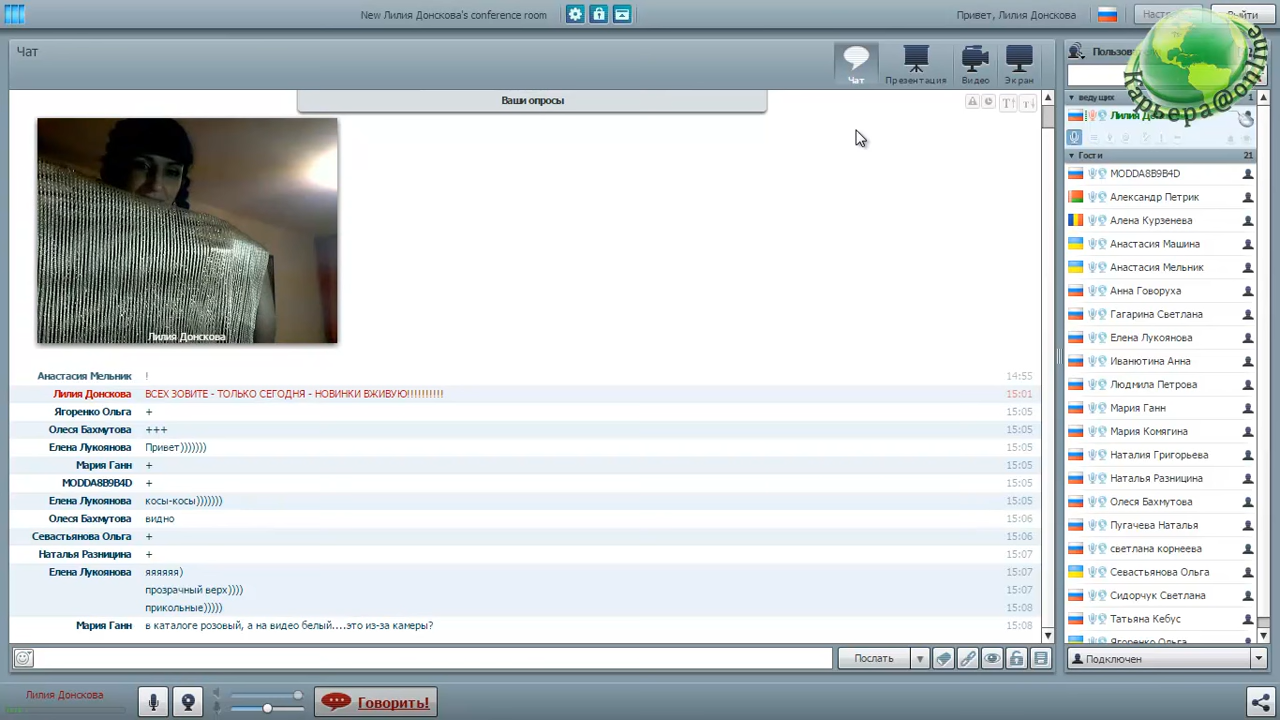 New Лилия Донскова's conference room
Привет, Лилия Донскова
Выйти
Чат
Чат
Презентация
Видео
Экран
Ваши опросы
Лилия Донскова
Анастасия Мельник ! 14:55
Лилия Донскова ВСЕХ ЗОВИТЕ - ТОЛЬКО СЕГОДНЯ - НОВИНКИ ВЖИВУЮ!!!!!!!!!! 15:01
Ягоренко Ольга + 15:05
Олеся Бахмутова +++ 15:05
Елена Лукоянова Привет))))))) 15:05
Мария Ганн + 15:05
MODDA8B9B4D + 15:05
Елена Лукоянова косы-косы))))))) 15:05
Олеся Бахмутова видно 15:06
Севастьянова Ольга + 15:06
Наталья Разницина + 15:07
Елена Лукоянова яяяяяя) 15:07
прозрачный верх)))) 15:07
прикольные))))) 15:08
Мария Ганн в каталоге розовый, а на видео белый....это из-за камеры? 15:08
Послать
Лилия Донскова
Говорить!
карьера@online
ведущих 1
Гости 21
MODDA8B9B4D
Александр Петрик
Алена Курзенева
Анастасия Машина
Анастасия Мельник
Анна Говоруха
Гагарина Светлана
Елена Лукоянова
Иванютина Анна
Людмила Петрова
Мария Ганн
Мария Комягина
Наталия Григорьева
Наталья Разницина
Олеся Бахмутова
Пугачева Наталья
светлана корнеева
Севастьянова Ольга
Сидорчук Светлана
Татьяна Кебус
Ягоренко Ольга
Подключен